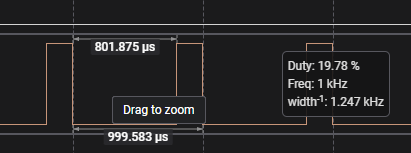 801.875 µs
Duty: 19.78 %
Freq: 1 kHz
width-1: 1.247 kHz
Drag to zoom
999.583 µs